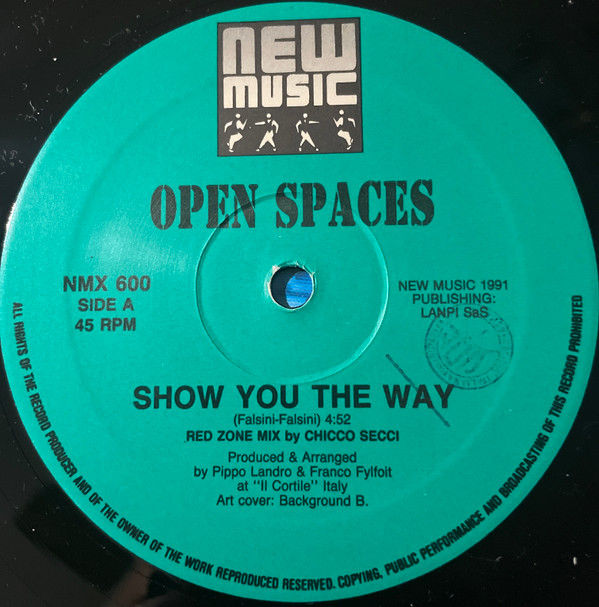 NEW
MUSIC
OPEN SPACES
NMX 600
SIDE A
45 RPM
NEW MUSIC 1991
PUBLISHING:
LANPI SaS
SHOW YOU THE WAY
(Falsini-Falsini) 4:52
RED ZONE MIX by CHICCO SECCI
Produced & Arranged
by Pippo Landro & Franco Fylfoit
at "Il Cortile" Italy
Art cover: Background B.
ALL RIGHTS OF THE RECORD PRODUCER AND OF THE OWNER OF THE WORK REPRODUCED RESERVED. COPYING, PUBLIC PERFORMANCE AND BROADCASTING OF THIS RECORD PROHIBITED